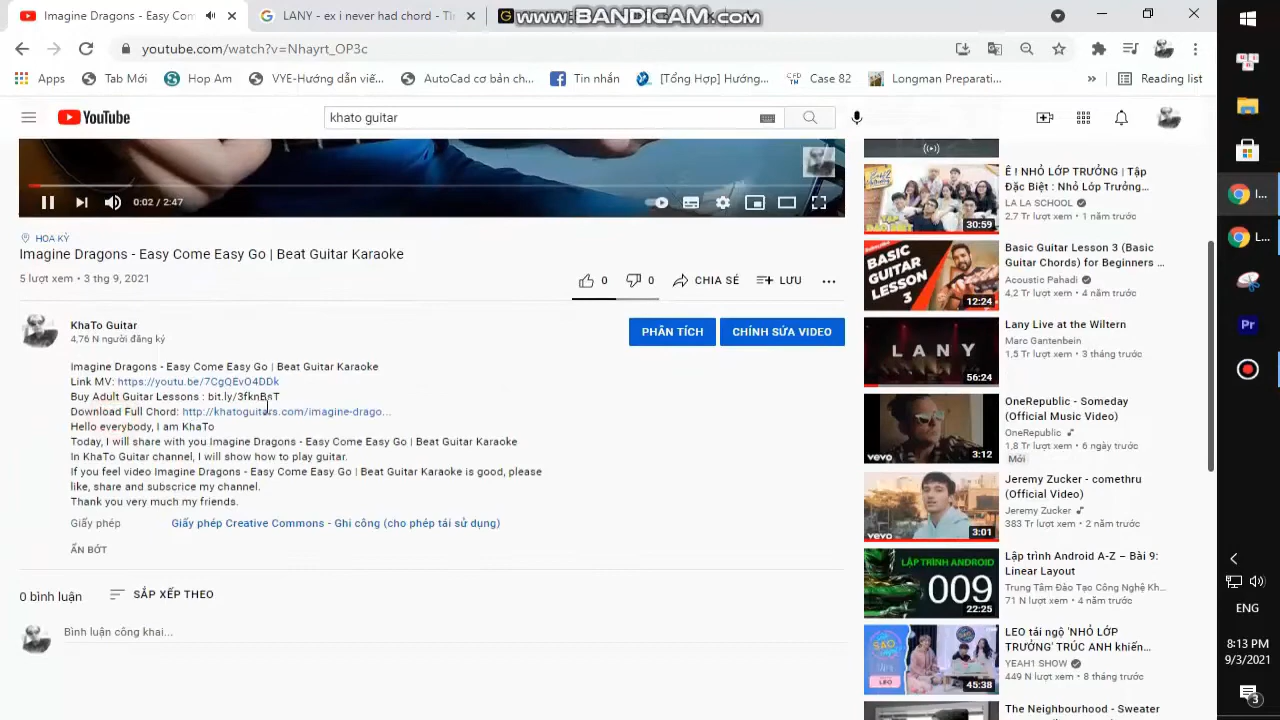 Imagine Dragons - Easy Com
LANY - ex i never had chord - Th
www.BANDICAM.com
youtube.com/watch?v=Nhayrt_OP3c
Apps
Tab Mới
Hop Am
VYE-Hướng dẫn viế...
AutoCad cơ bản ch...
Tin nhắn
[Tổng Hợp] Hướng...
Case 82
Longman Preparati...
»
Reading list
YouTube
khato guitar
0:02 / 2:47
HOA KỲ
Imagine Dragons - Easy Come Easy Go | Beat Guitar Karaoke
5 lượt xem • 3 thg 9, 2021
0
0
CHIA SẺ
LƯU
KhaTo Guitar
4,76 N người đăng ký
PHÂN TÍCH
CHỈNH SỬA VIDEO
Imagine Dragons - Easy Come Easy Go | Beat Guitar Karaoke
Link MV: https://youtu.be/7CgQEvO4DDk
Buy Adult Guitar Lessons : bit.ly/3fknBsT
Download Full Chord: http://khatoguitars.com/imagine-drago...
Hello everybody, I am KhaTo
Today, I will share with you Imagine Dragons - Easy Come Easy Go | Beat Guitar Karaoke
In KhaTo Guitar channel, I will show how to play guitar.
If you feel video Imagine Dragons - Easy Come Easy Go | Beat Guitar Karaoke is good, please
like, share and subscrice my channel.
Thank you very much my friends.
Giấy phép
Giấy phép Creative Commons - Ghi công (cho phép tái sử dụng)
ẨN BỚT
0 bình luận
SẮP XẾP THEO
Bình luận công khai...
Ê ! NHỎ LỚP TRƯỞNG | Tập
Đặc Biệt : Nhỏ Lớp Trưởng...
LA LA SCHOOL
2,7 Tr lượt xem • 1 năm trước
30:59
Basic Guitar Lesson 3 (Basic
Guitar Chords) for Beginners ...
Acoustic Pahadi
4,2 Tr lượt xem • 4 năm trước
BASIC
GUITAR
LESSON
3
12:24
Lany Live at the Wiltern
Marc Gantenbein
1,5 Tr lượt xem • 3 tháng trước
LANY
56:24
OneRepublic - Someday
(Official Music Video)
OneRepublic
1,8 Tr lượt xem • 6 ngày trước
Mới
vevo
3:12
Jeremy Zucker - comethru
(Official Video)
Jeremy Zucker
383 Tr lượt xem • 2 năm trước
vevo
3:01
Lập trình Android A-Z – Bài 9:
Linear Layout
Trung Tâm Đào Tạo Công Nghệ Kh...
71 N lượt xem • 4 năm trước
LẬP TRÌNH ANDROID
009
22:25
LEO tái ngộ 'NHỎ LỚP
TRƯỞNG' TRÚC ANH khiến...
YEAH1 SHOW
449 N lượt xem • 8 tháng trước
LEO
45:38
The Neighbourhood - Sweater
I...
L...
Pr
ENG
8:13 PM
9/3/2021
3